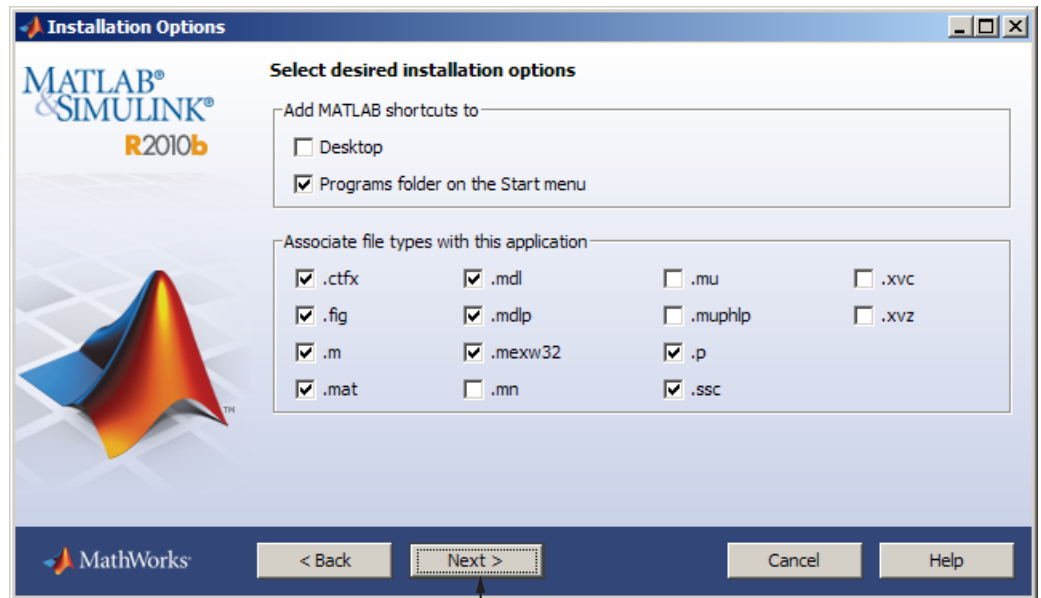 Installation Options
MATLAB®
&SIMULINK®
R2010b
Select desired installation options
Add MATLAB shortcuts to
Desktop
Programs folder on the Start menu
Associate file types with this application
.ctfx .mdl .mu .xvc
.fig .mdlp .muphlp .xvz
.m .mexw32 .p
.mat .mn .ssc
TM
MathWorks
< Back Next > Cancel Help